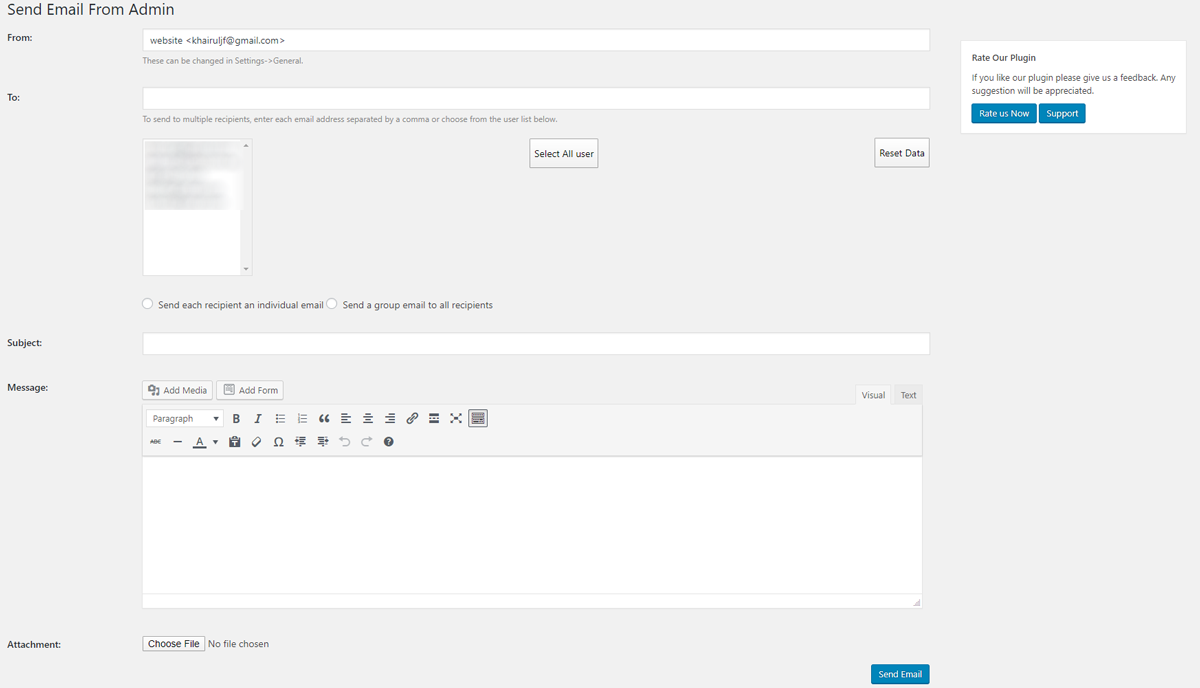 Send Email From Admin
From:
website <khairuljf@gmail.com>
These can be changed in Settings->General.
Rate Our Plugin
If you like our plugin please give us a feedback. Any
suggestion will be appreciated.
Rate us Now Support
To:
To send to multiple recipients, enter each email address separated by a comma or choose from the user list below.
Select All user
Reset Data
Send each recipient an individual email Send a group email to all recipients
Subject:
Message:
Add Media Add Form
Visual Text
Paragraph B I
ABC A Ω
Attachment:
Choose File No file chosen
Send Email